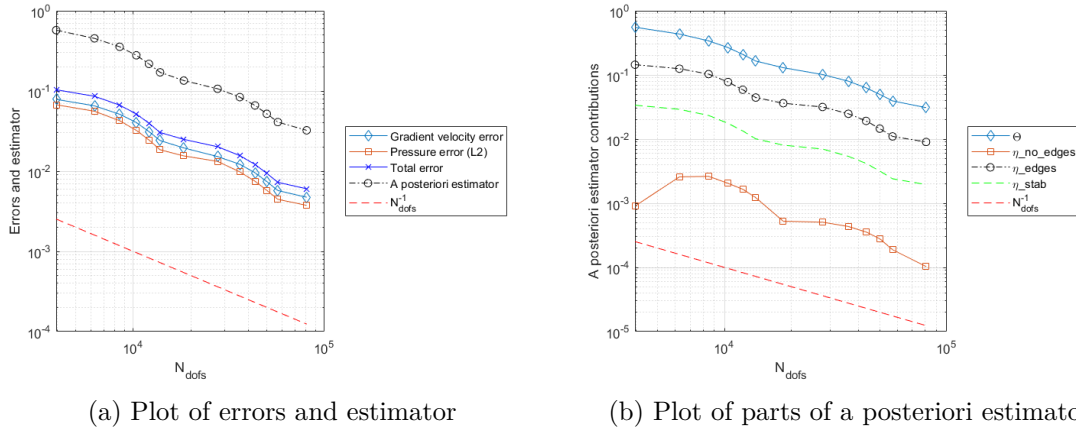 10^0
10^-1
10^-2
10^-3
10^-4
10^4
10^5
Errors and estimator
N_dofs
Gradient velocity error
Pressure error (L2)
Total error
A posteriori estimator
N_dofs^-1
(a) Plot of errors and estimator
10^0
10^-1
10^-2
10^-3
10^-4
10^-5
10^4
10^5
A posteriori estimator contributions
N_dofs
Θ
η_no_edges
η_edges
η_stab
N_dofs^-1
(b) Plot of parts of a posteriori estimato